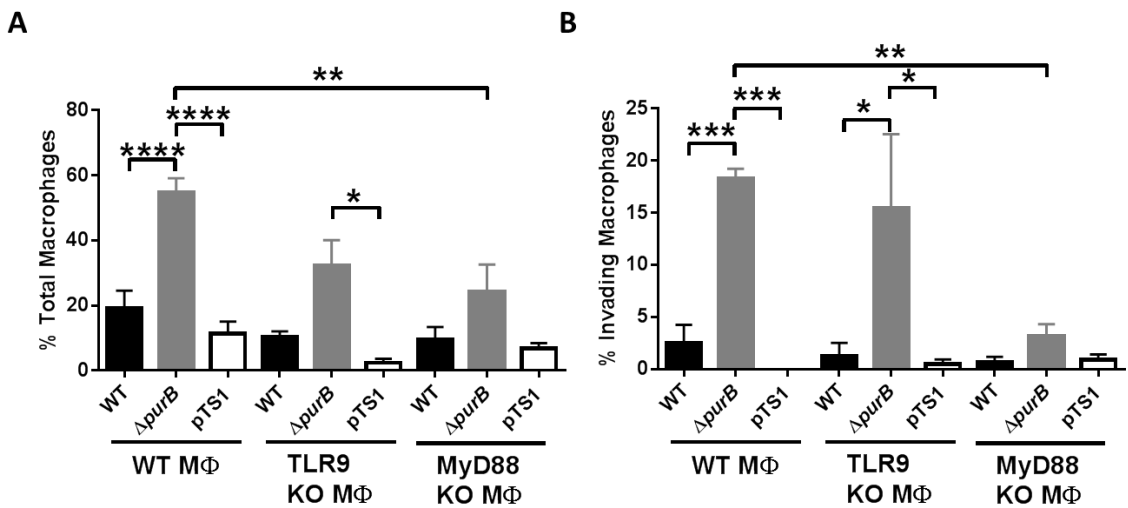 A
**
% Total Macrophages
80
60
40
20
0
****
****
*
WT
ΔpurB
pTS1
WT
ΔpurB
pTS1
WT
ΔpurB
pTS1
WT MΦ
TLR9
KO MΦ
MyD88
KO MΦ
B
**
*
***
*
***
% Invading Macrophages
25
20
15
10
5
0
WT
ΔpurB
pTS1
WT
ΔpurB
pTS1
WT
ΔpurB
pTS1
WT MΦ
TLR9
KO MΦ
MyD88
KO MΦ